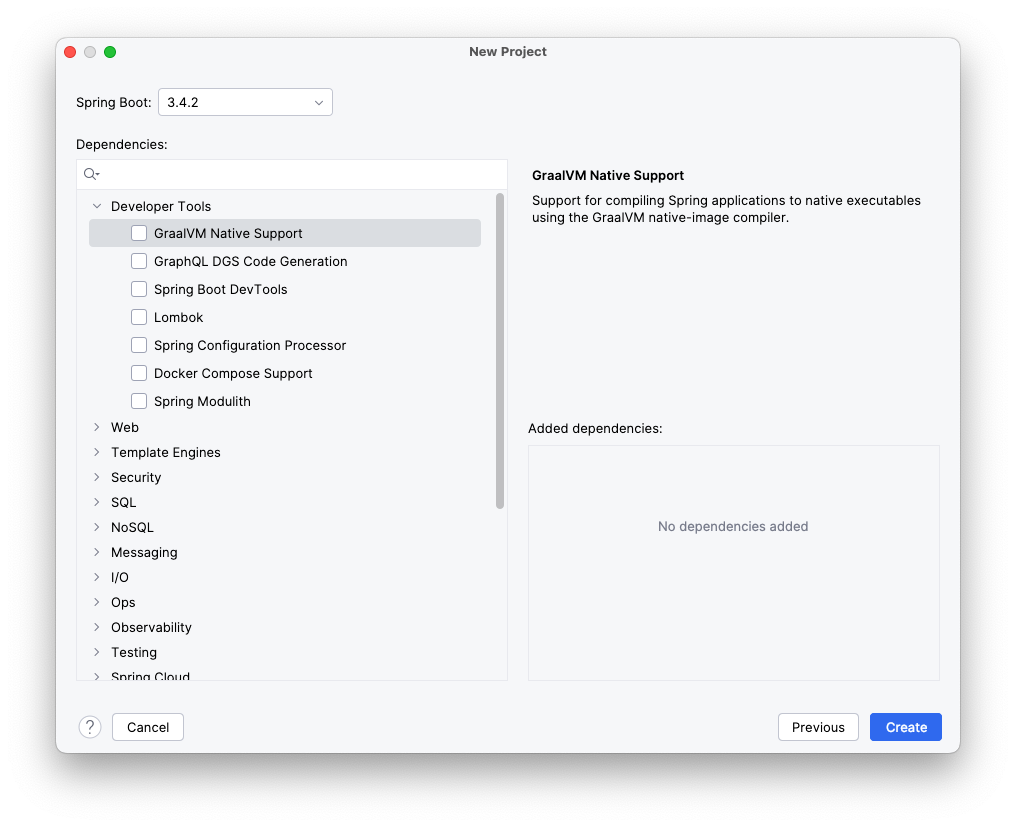 New Project
Spring Boot:
3.4.2
Dependencies:
Developer Tools
GraalVM Native Support
GraphQL DGS Code Generation
Spring Boot DevTools
Lombok
Spring Configuration Processor
Docker Compose Support
Spring Modulith
Web
Template Engines
Security
SQL
NoSQL
Messaging
I/O
Ops
Observability
Testing
Spring Cloud
GraalVM Native Support
Support for compiling Spring applications to native executables
using the GraalVM native-image compiler.
Added dependencies:
No dependencies added
?
Cancel
Previous
Create